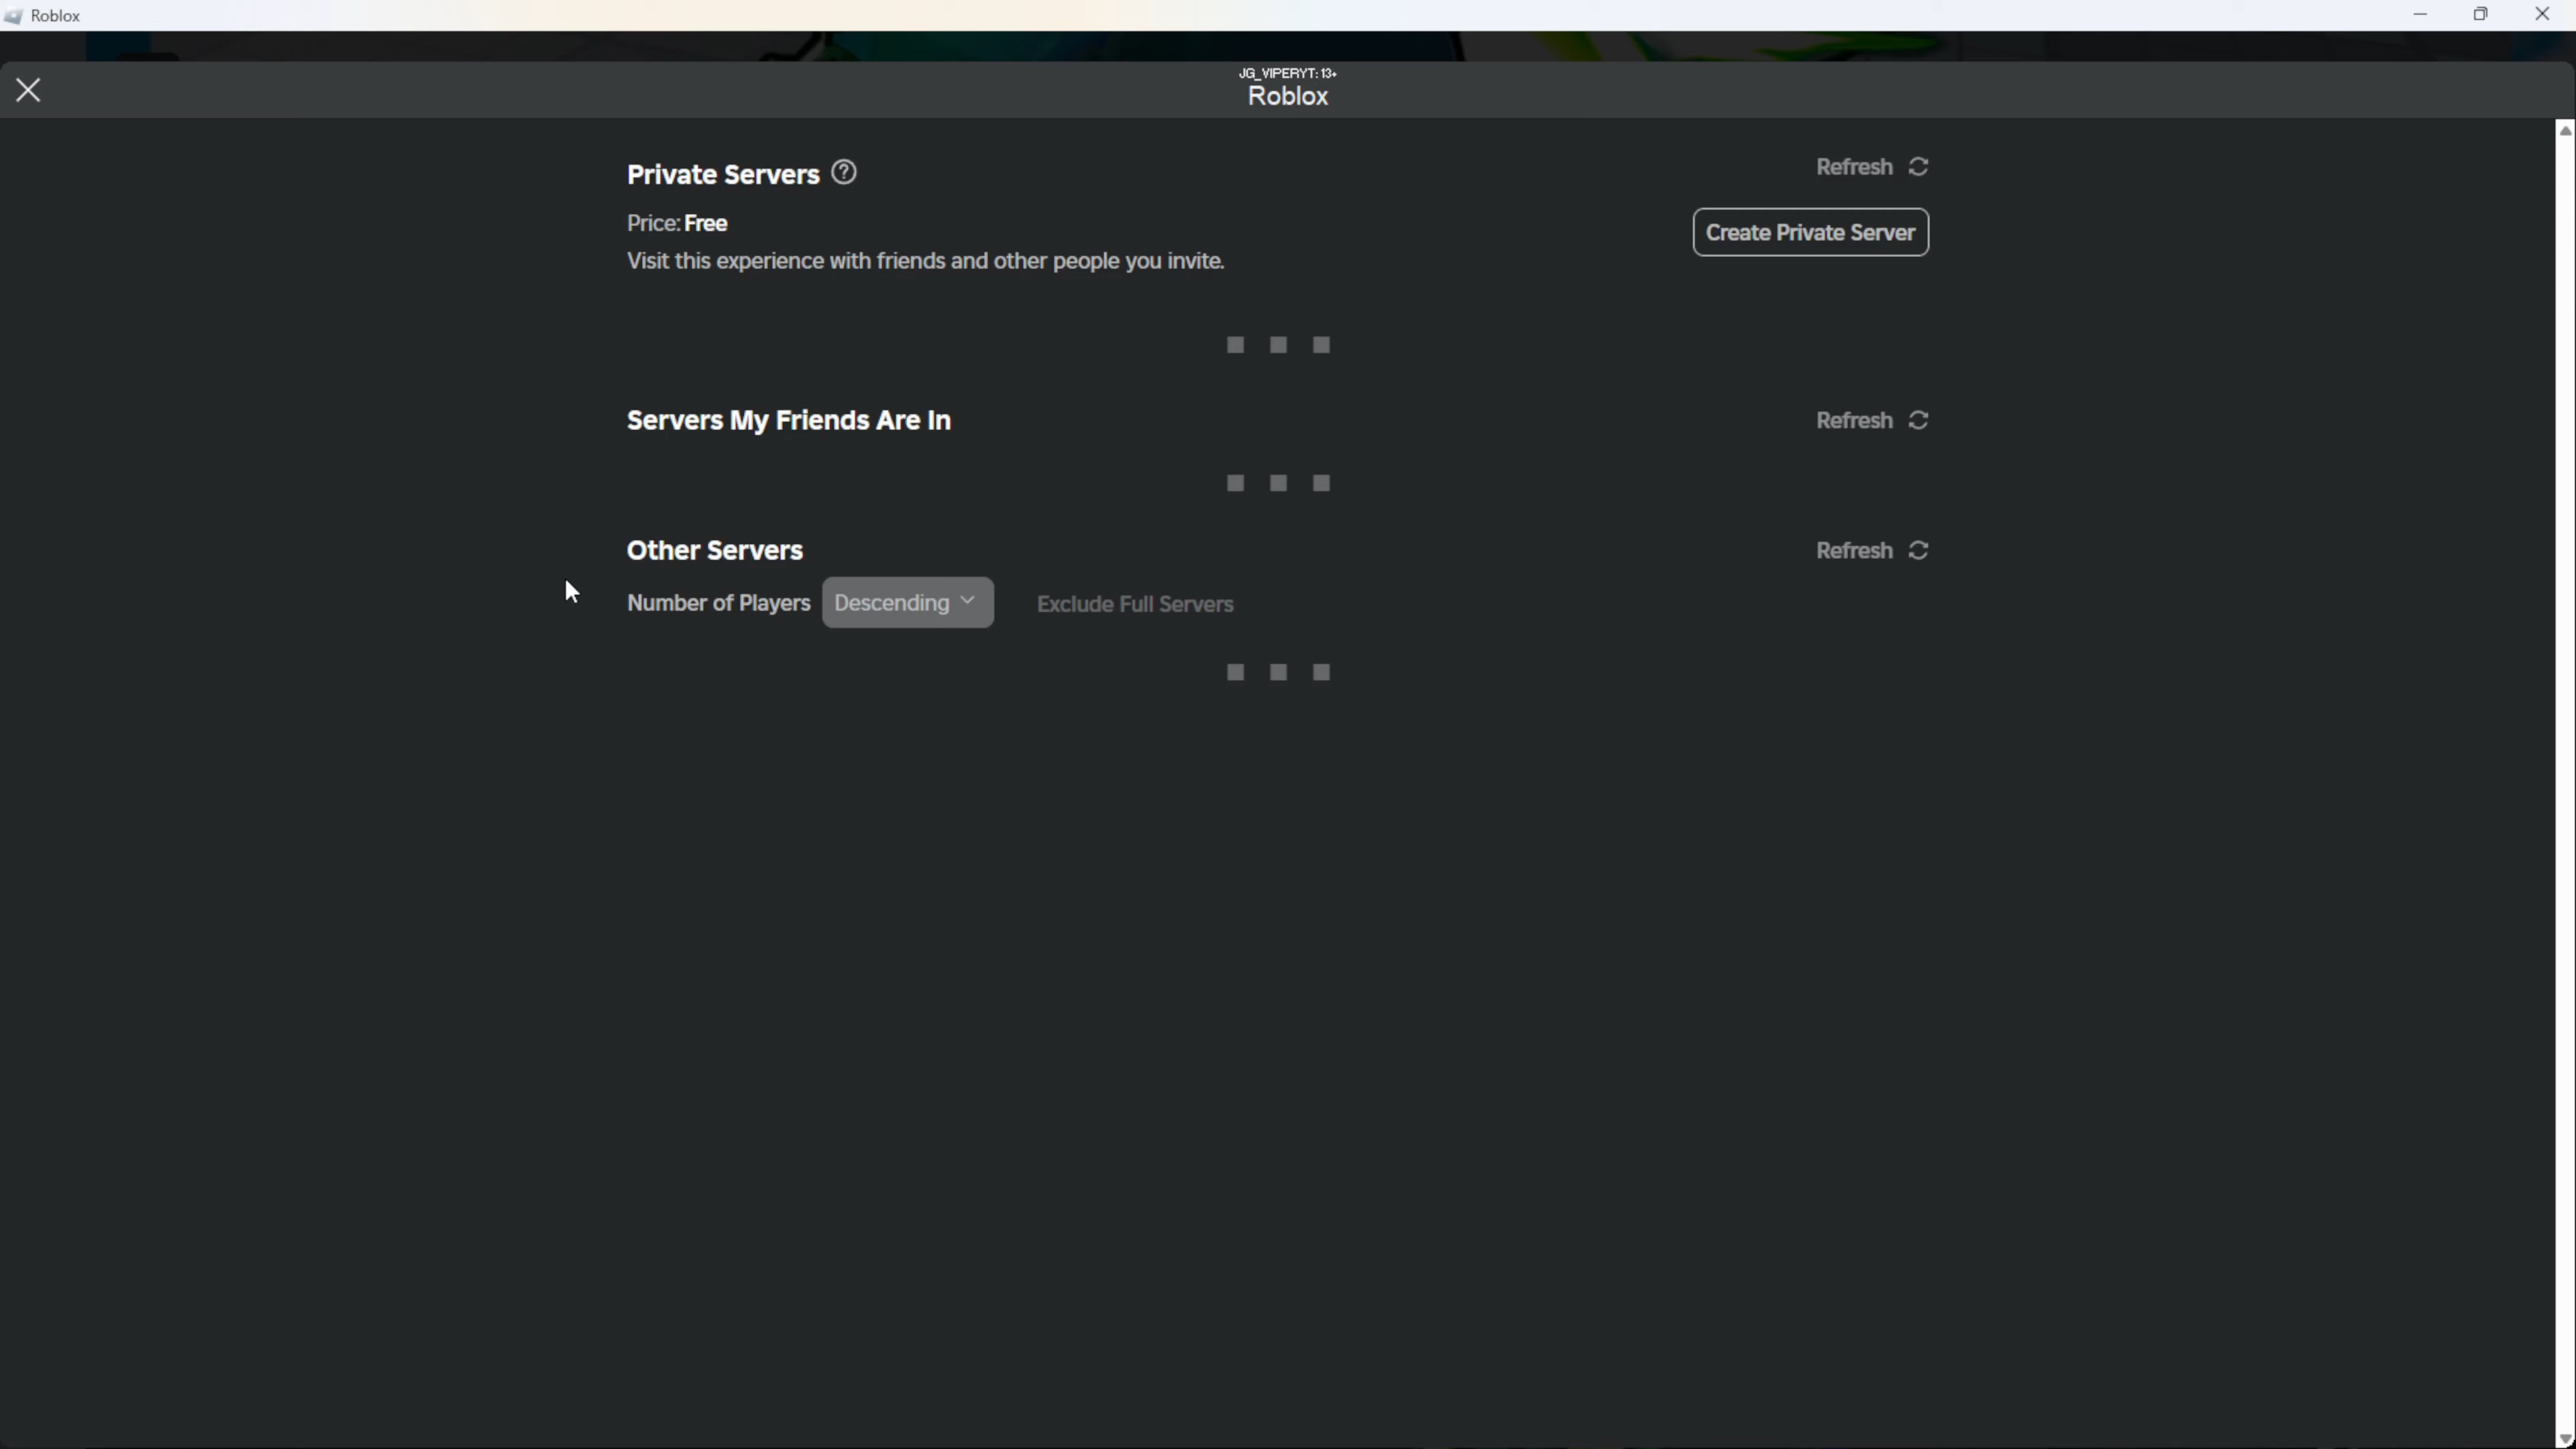 Roblox
JG_VIPERYT: 13+
Roblox
Private Servers
Refresh
Price: Free
Create Private Server
Visit this experience with friends and other people you invite.
Servers My Friends Are In
Refresh
Other Servers
Refresh
Number of Players Descending Exclude Full Servers